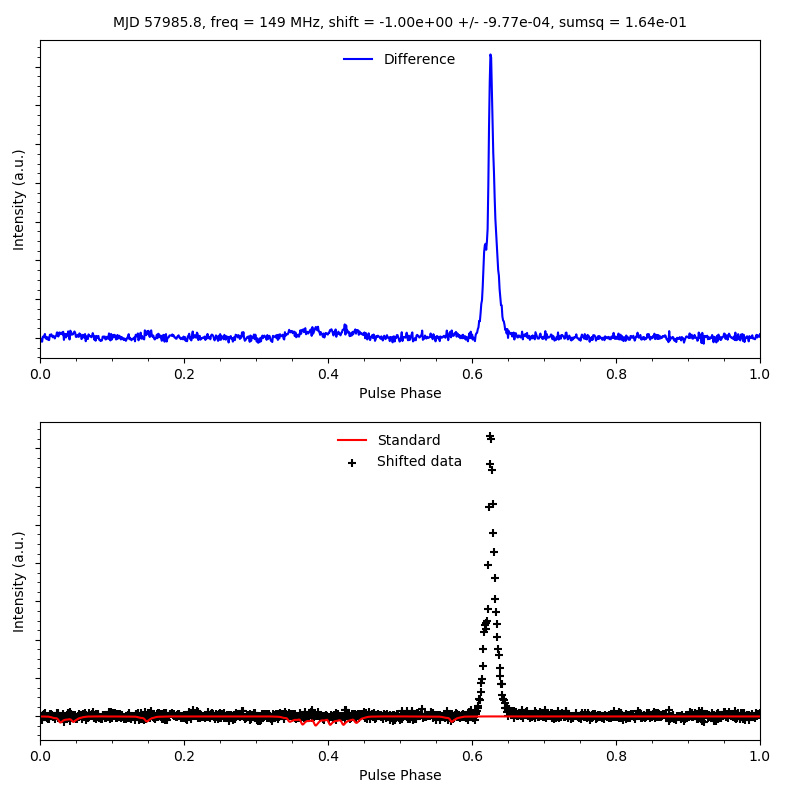 MJD 57985.8, freq = 149 MHz, shift = -1.00e+00 +/- -9.77e-04, sumsq = 1.64e-01
Difference
Intensity (a.u.)
0.0 0.2 0.4 0.6 0.8 1.0
Pulse Phase
Standard
Shifted data
Intensity (a.u.)
0.0 0.2 0.4 0.6 0.8 1.0
Pulse Phase